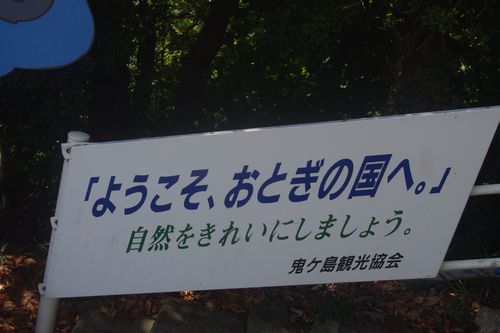 「ようこそ、おとぎの国へ。」
自然をきれいにしましょう。
鬼ケ島観光協会